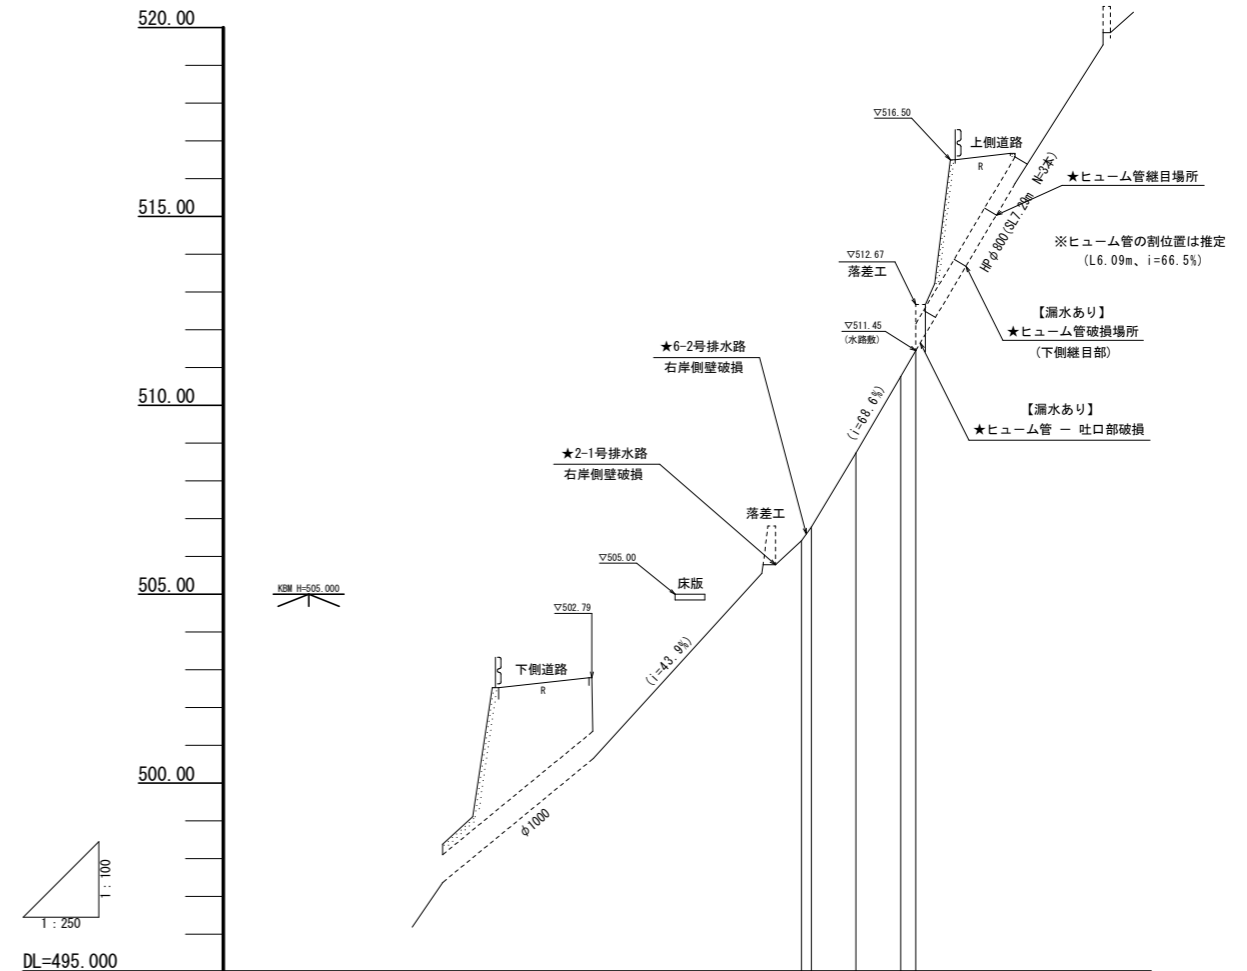 520.00
▽516.50
上側道路
R
HPφ800(SL7.29m N=3本)
★ヒューム管継目場所
515.00
※ヒューム管の割位置は推定
(L6.09m、i=66.5%)
▽512.67
落差工
【漏水あり】
★ヒューム管破損場所
(下側継目部)
▽511.45
(水路敷)
★6-2号排水路
右岸側壁破損
510.00
(i=68.6%)
【漏水あり】
★ヒューム管 － 吐口部破損
★2-1号排水路
右岸側壁破損
落差工
▽505.00
床版
505.00
KBM H=505.000
▽502.79
(i=43.9%)
下側道路
R
500.00
φ1000
1：100
1：250
DL=495.000